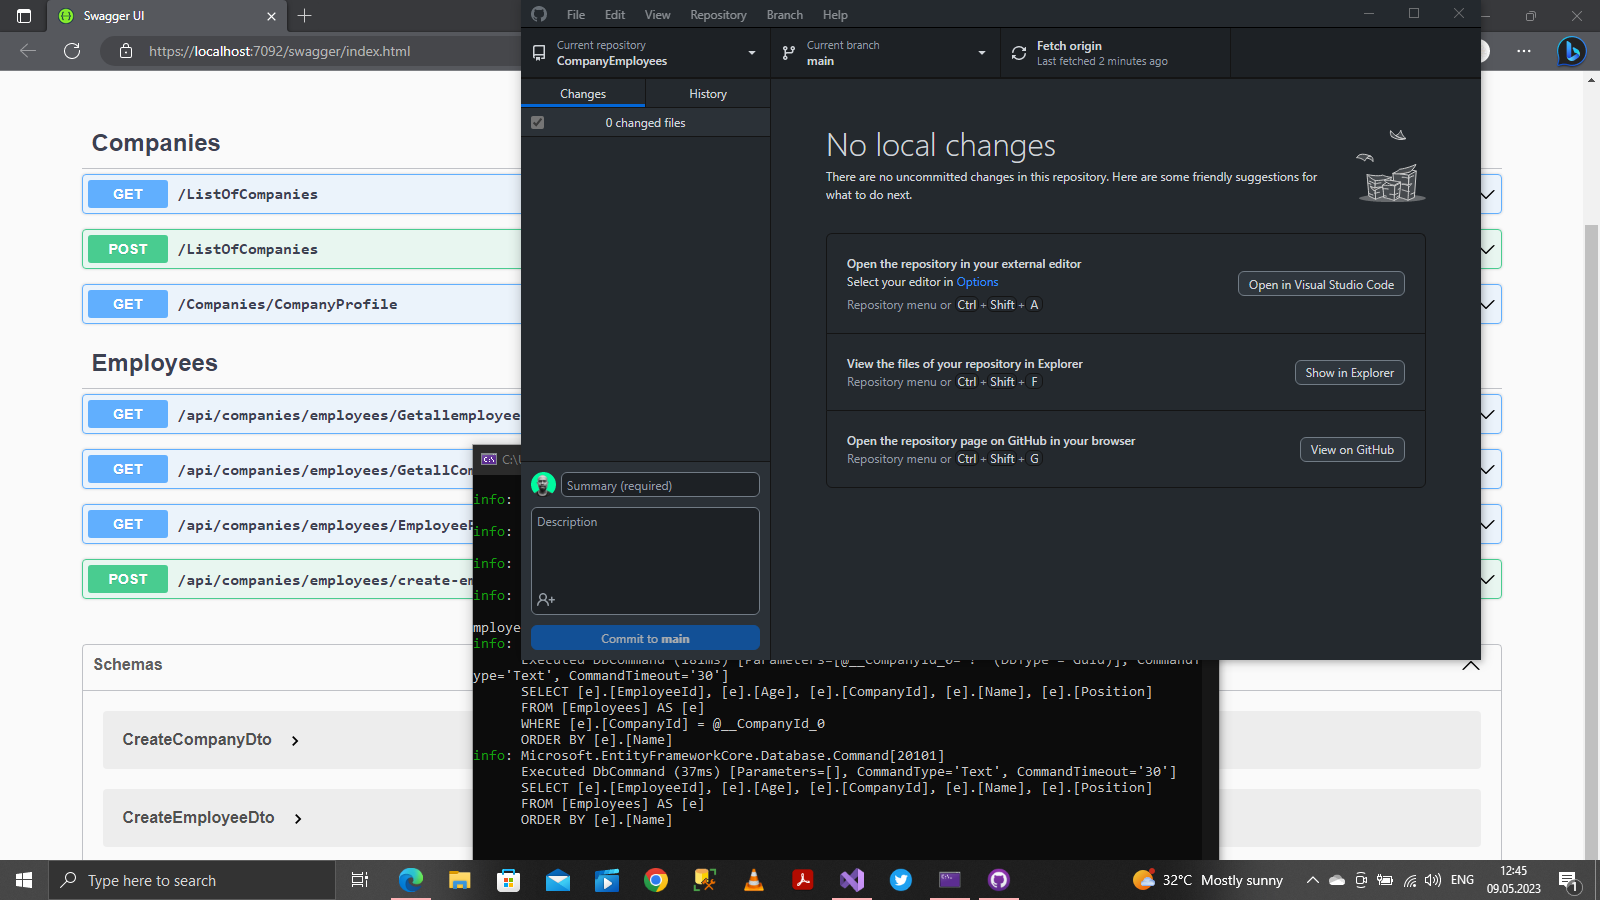 Swagger UI
https://localhost:7092/swagger/index.html
Companies
GET /ListOfCompanies
POST /ListOfCompanies
GET /Companies/CompanyProfile
Employees
GET /api/companies/employees/Getallemployee
GET /api/companies/employees/GetallCom
GET /api/companies/employees/Employee
POST /api/companies/employees/create-em
Schemas
CreateCompanyDto
CreateEmployeeDto
File Edit View Repository Branch Help
Current repository
CompanyEmployees
Current branch
main
Fetch origin
Last fetched 2 minutes ago
Changes History
0 changed files
No local changes
There are no uncommitted changes in this repository. Here are some friendly suggestions for
what to do next.
Open the repository in your external editor
Select your editor in Options
Repository menu or Ctrl + Shift + A
Open in Visual Studio Code
View the files of your repository in Explorer
Repository menu or Ctrl + Shift + F
Show in Explorer
Open the repository page on GitHub in your browser
Repository menu or Ctrl + Shift + G
View on GitHub
Summary (required)
Description
Commit to main
C:\
info:
info:
info:
info:
mploye
info:
Executed DbCommand (181ms) [Parameters=[@__CompanyId_0='?' (DbType = Guid)], CommandT
ype='Text', CommandTimeout='30']
SELECT [e].[EmployeeId], [e].[Age], [e].[CompanyId], [e].[Name], [e].[Position]
FROM [Employees] AS [e]
WHERE [e].[CompanyId] = @__CompanyId_0
ORDER BY [e].[Name]
info: Microsoft.EntityFrameworkCore.Database.Command[20101]
Executed DbCommand (37ms) [Parameters=[], CommandType='Text', CommandTimeout='30']
SELECT [e].[EmployeeId], [e].[Age], [e].[CompanyId], [e].[Name], [e].[Position]
FROM [Employees] AS [e]
ORDER BY [e].[Name]
Type here to search
32°C Mostly sunny
ENG
12:45
09.05.2023
1